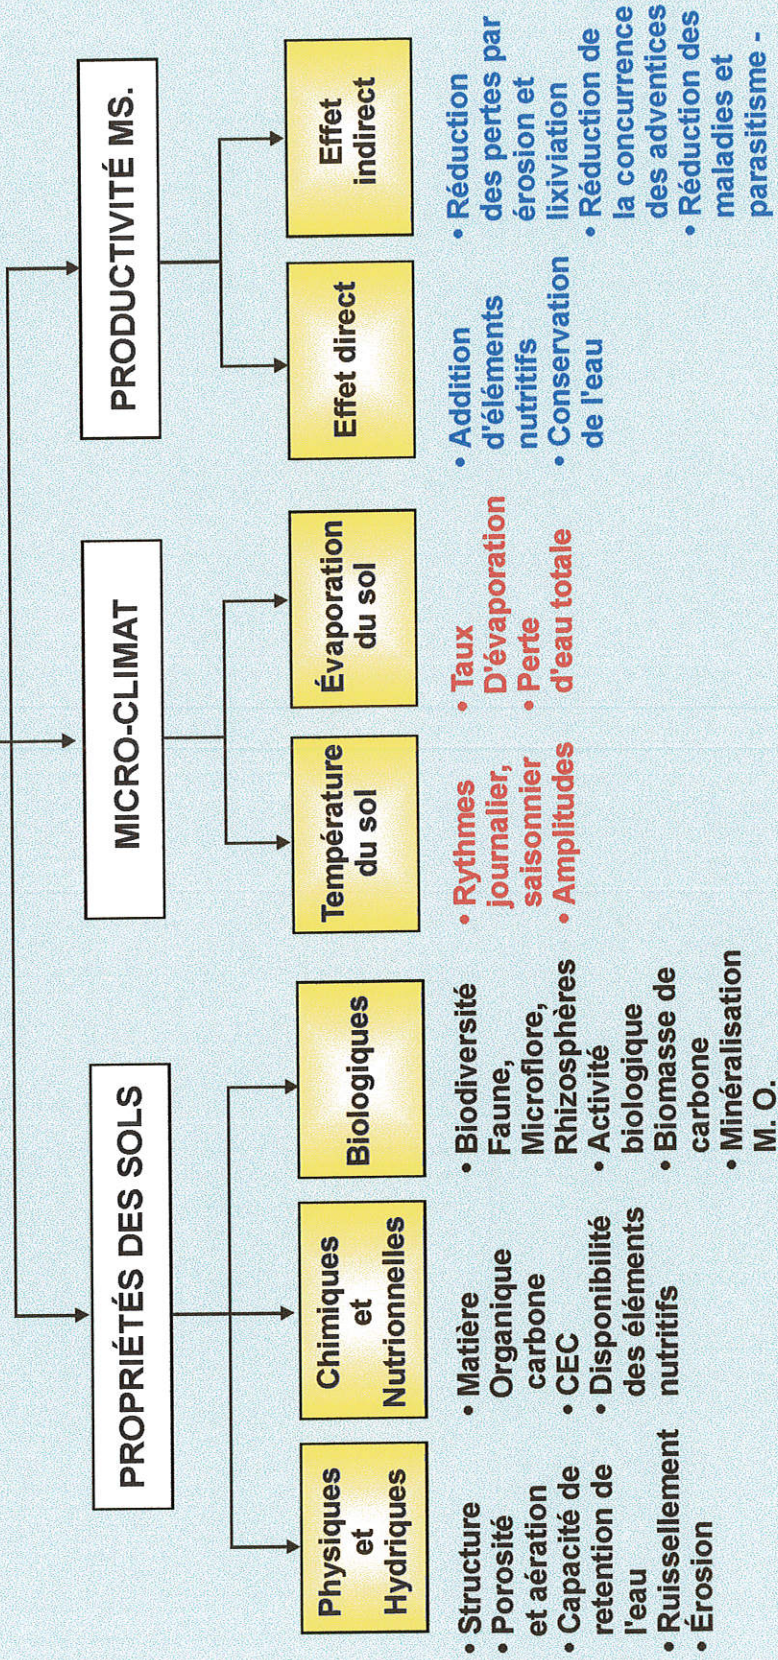 PROPRIÉTÉS DES SOLS
MICRO-CLIMAT
PRODUCTIVITÉ MS.
Physiques
et
Hydriques
Chimiques
et
Nutrionnelles
Biologiques
Température
du sol
Évaporation
du sol
Effet direct
Effet
indirect
• Structure
• Porosité
et aération
• Capacité de
retention de
l'eau
• Ruissellement
• Érosion
• Matière
Organique
carbone
• CEC
• Disponibilité
des éléments
nutritifs
• Biodiversité
Faune,
Microflore,
Rhizosphères
• Activité
biologique
• Biomasse de
carbone
• Minéralisation
M. O.
• Rythmes
journalier,
saisonnier
• Amplitudes
• Taux
D'évaporation
• Perte
d'eau totale
• Addition
d'éléments
nutritifs
• Conservation
de l'eau
• Réduction
des pertes par
érosion et
lixiviation
• Réduction de
la concurrence
des adventices
• Réduction des
maladies et
parasitisme -